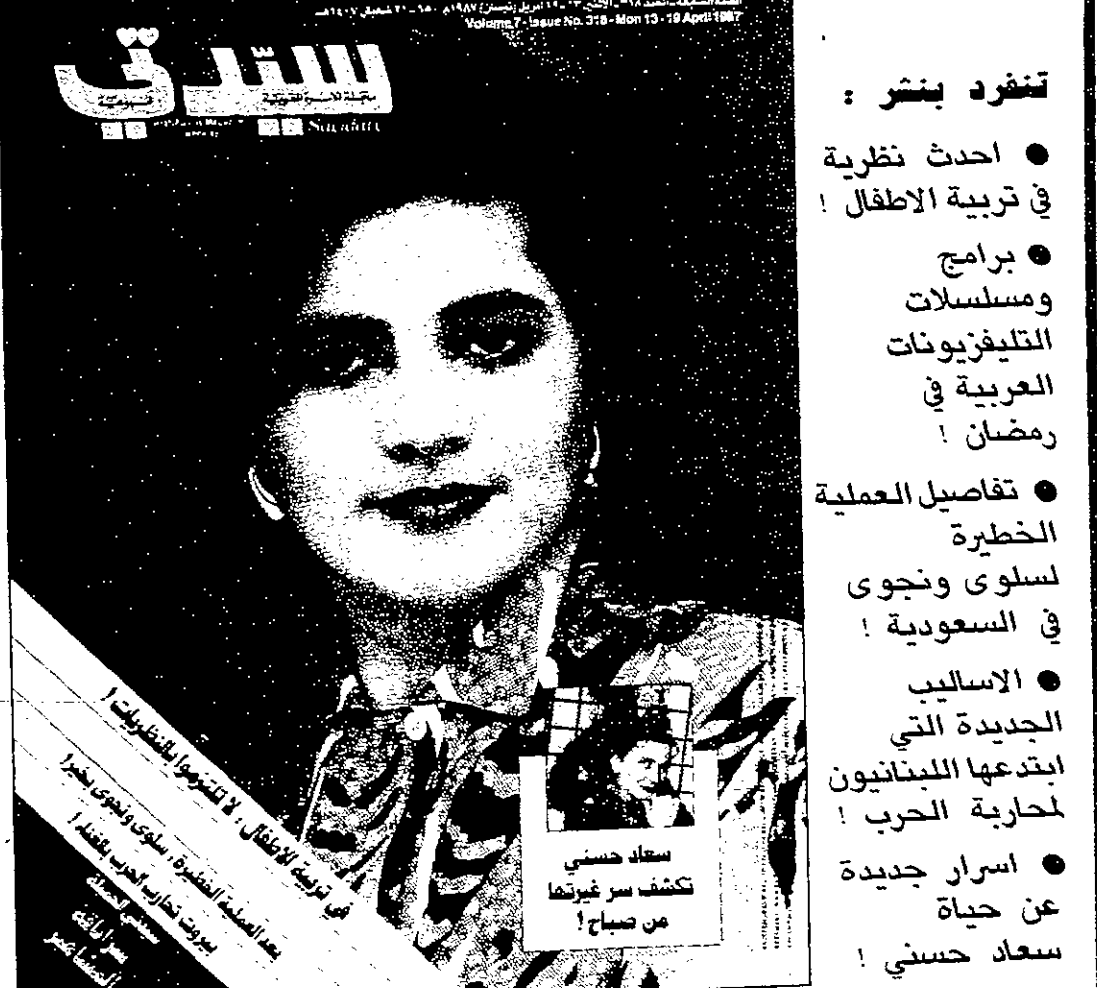 Volume 7 - Issue No. 318 - Mon 13 - 19 April 1987
سيدتي
Sayidaty
تنفرد بنشر :
● احدث نظرية
في تربية الاطفال !
● برامج
ومسلسلات
التليفزيونات
العربية في
رمضان !
● تفاصيل العملية
الخطيرة
لسلوى ونجوى
في السعودية !
● الاساليب
الجديدة التي
ابتدعها اللبنانيون
لمحاربة الحرب !
● اسرار جديدة
عن حياة
سعاد حسني !
سعاد حسني
تكشف سر غيرتها
من صباح !
في تربية الاطفال : لا تلتزموا بالنظريات !
بعد العملية الخطيرة : سلوى ونجوى بخير !
بيروت تحارب الحرب بالغناء !